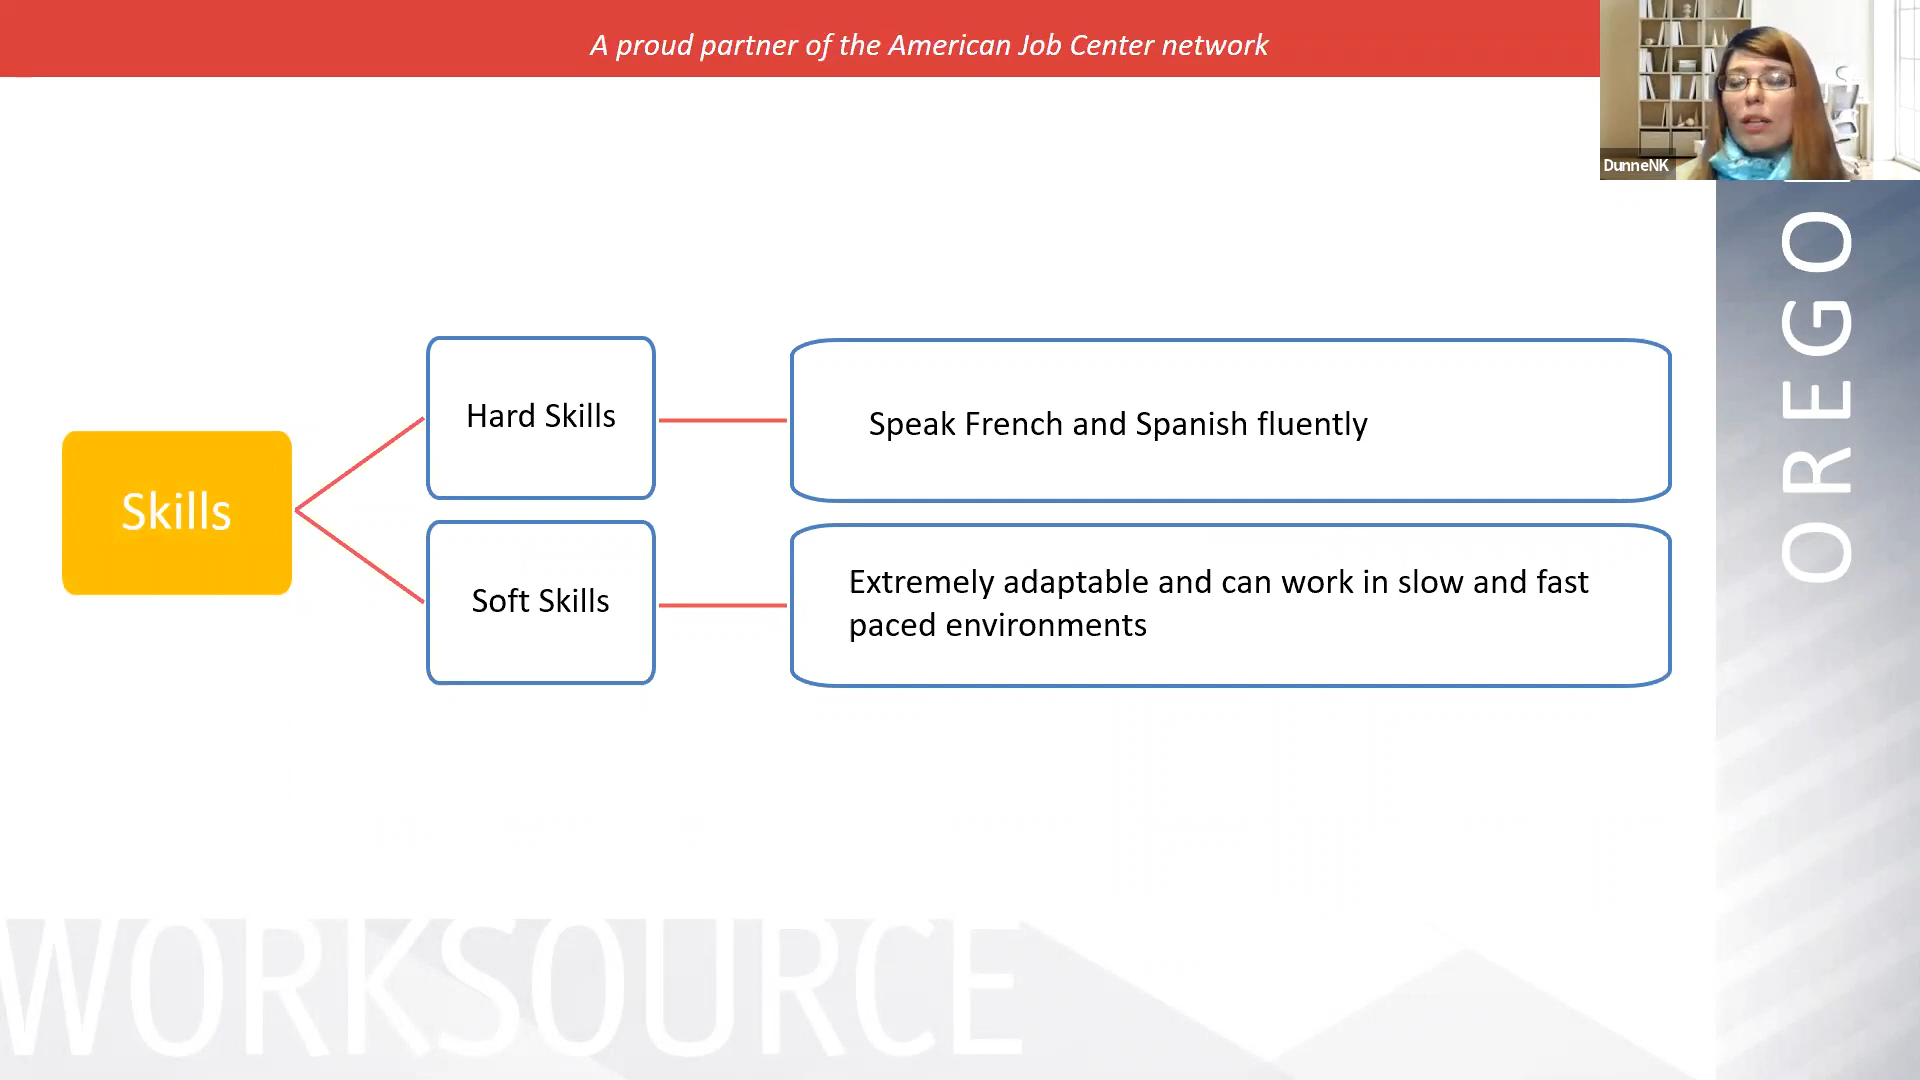 A proud partner of the American Job Center network
DunneNK
Skills
Hard Skills
Speak French and Spanish fluently
Soft Skills
Extremely adaptable and can work in slow and fast
paced environments
OREGO
WORKSOURCE